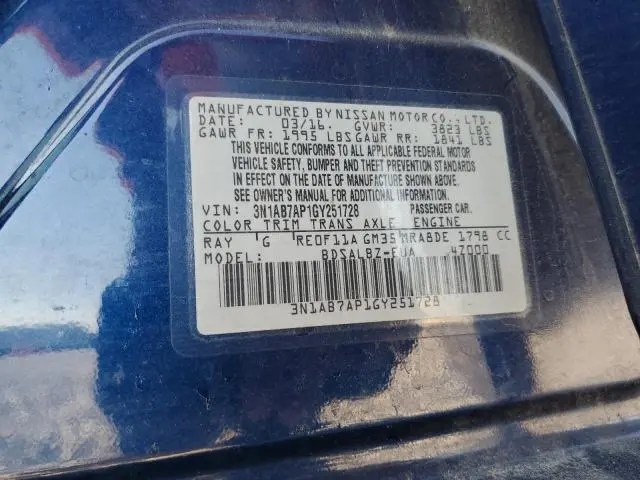 MANUFACTURED BY NISSAN MOTOR CO., LTD.
DATE: 03/16. GVWR: 3823 LBS
GAWR FR: 1995 LBS GAWR RR: 1841 LBS
THIS VEHICLE CONFORMS TO ALL APPLICABLE FEDERAL MOTOR
VEHICLE SAFETY, BUMPER AND THEFT PREVENTION STANDARDS
IN EFFECT ON THE DATE OF MANUFACTURE SHOWN ABOVE.
SEE OWNER'S MANUAL FOR ADDITIONAL INFORMATION.
VIN: 3N1AB7AP1GY251728 PASSENGER CAR.
COLOR TRIM TRANS AXLE ENGINE
RAY G RE0F11A GM35 MRA8DE 1798 CC
MODEL: BDSALBZ-EUA 4Z000
3N1AB7AP1GY251728